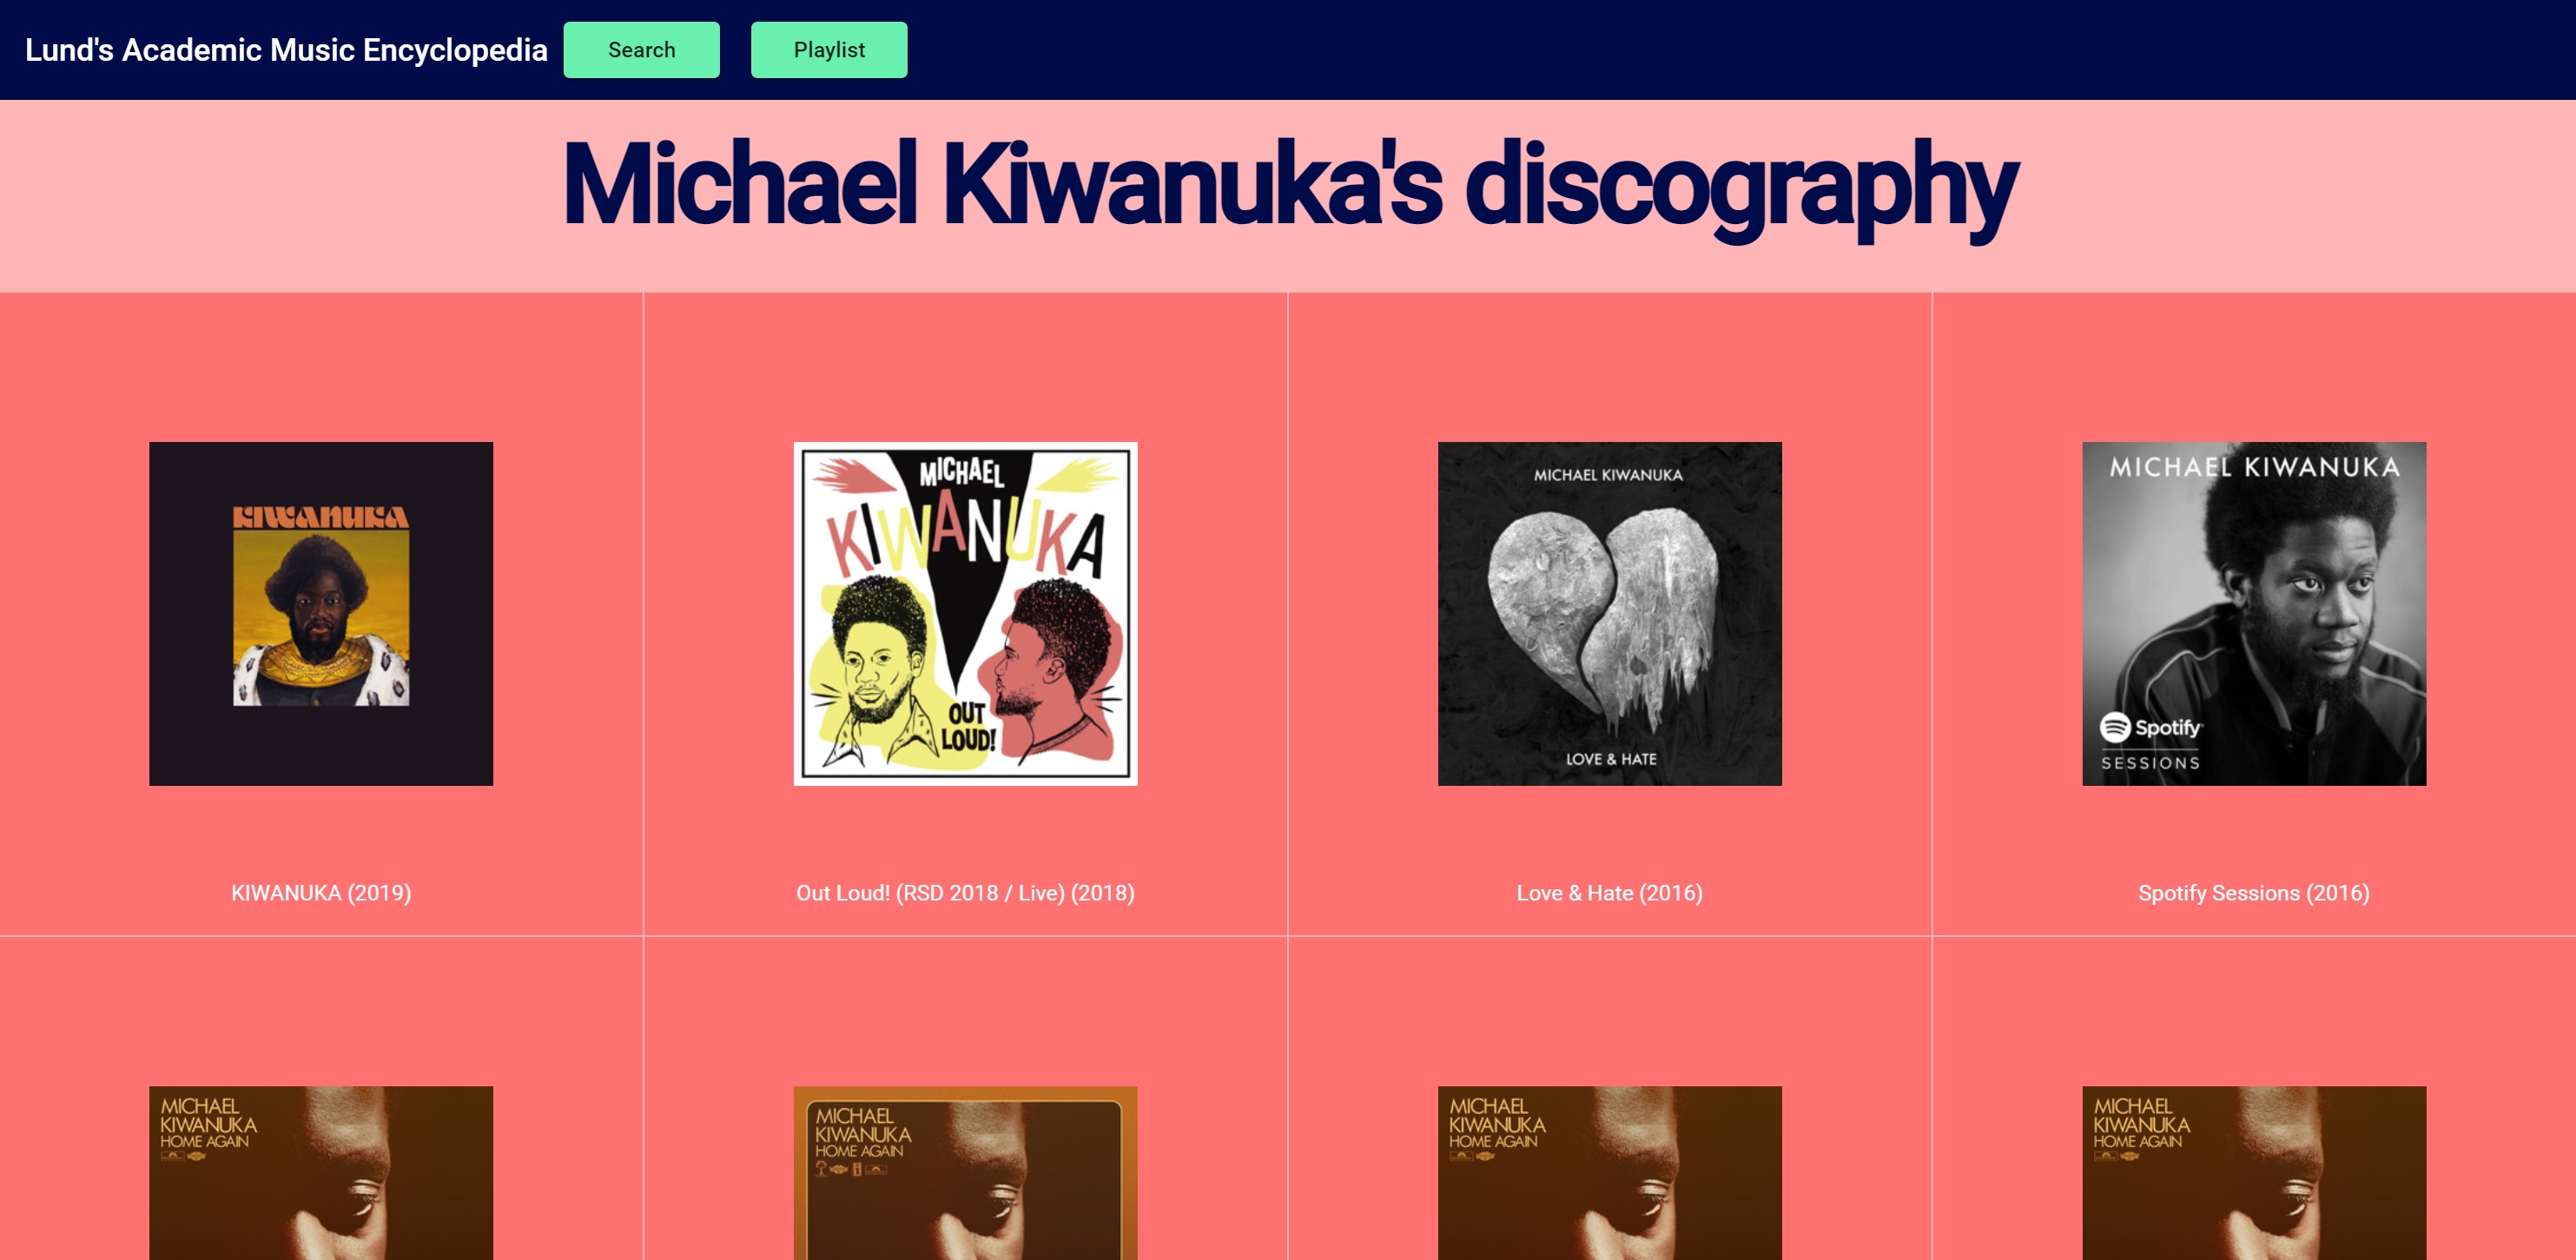 Lund's Academic Music Encyclopedia
Search
Playlist
Michael Kiwanuka's discography
KIWANUKA
MICHAEL
KIWANUKA
OUT
LOUD!
MICHAEL KIWANUKA
LOVE & HATE
MICHAEL KIWANUKA
Spotify
SESSIONS
KIWANUKA (2019)
Out Loud! (RSD 2018 / Live) (2018)
Love & Hate (2016)
Spotify Sessions (2016)
MICHAEL
KIWANUKA
HOME AGAIN
MICHAEL
KIWANUKA
HOME AGAIN
MICHAEL
KIWANUKA
HOME AGAIN
MICHAEL
KIWANUKA
HOME AGAIN